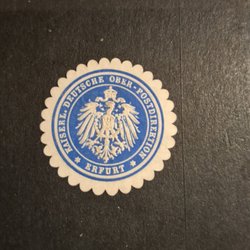 KAISERL. DEUTSCHE OBER-POSTDIREKTION
* ERFURT *